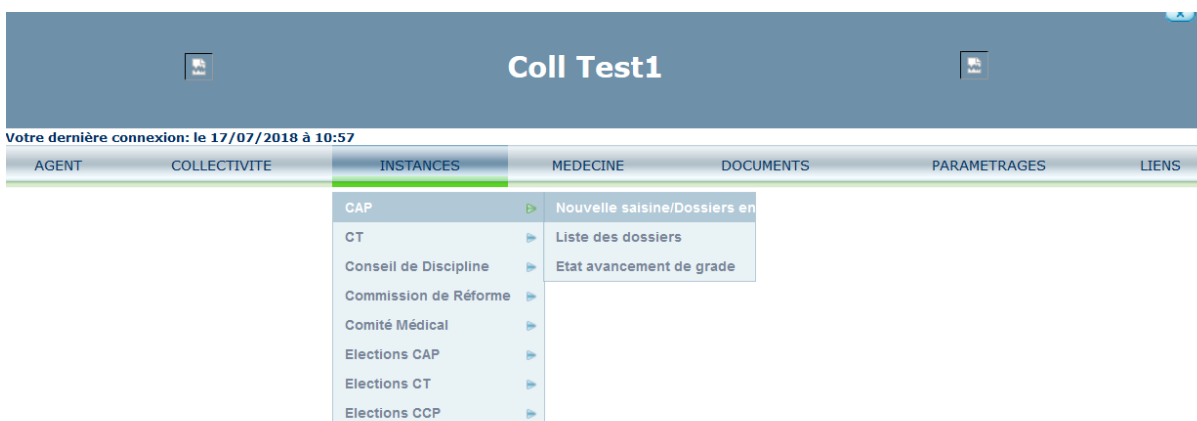 x
Coll Test1
Votre dernière connexion: le 17/07/2018 à 10:57
AGENT COLLECTIVITE INSTANCES MEDECINE DOCUMENTS PARAMETRAGES LIENS
CAP Nouvelle saisine/Dossiers en
CT Liste des dossiers
Conseil de Discipline Etat avancement de grade
Commission de Réforme
Comité Médical
Elections CAP
Elections CT
Elections CCP